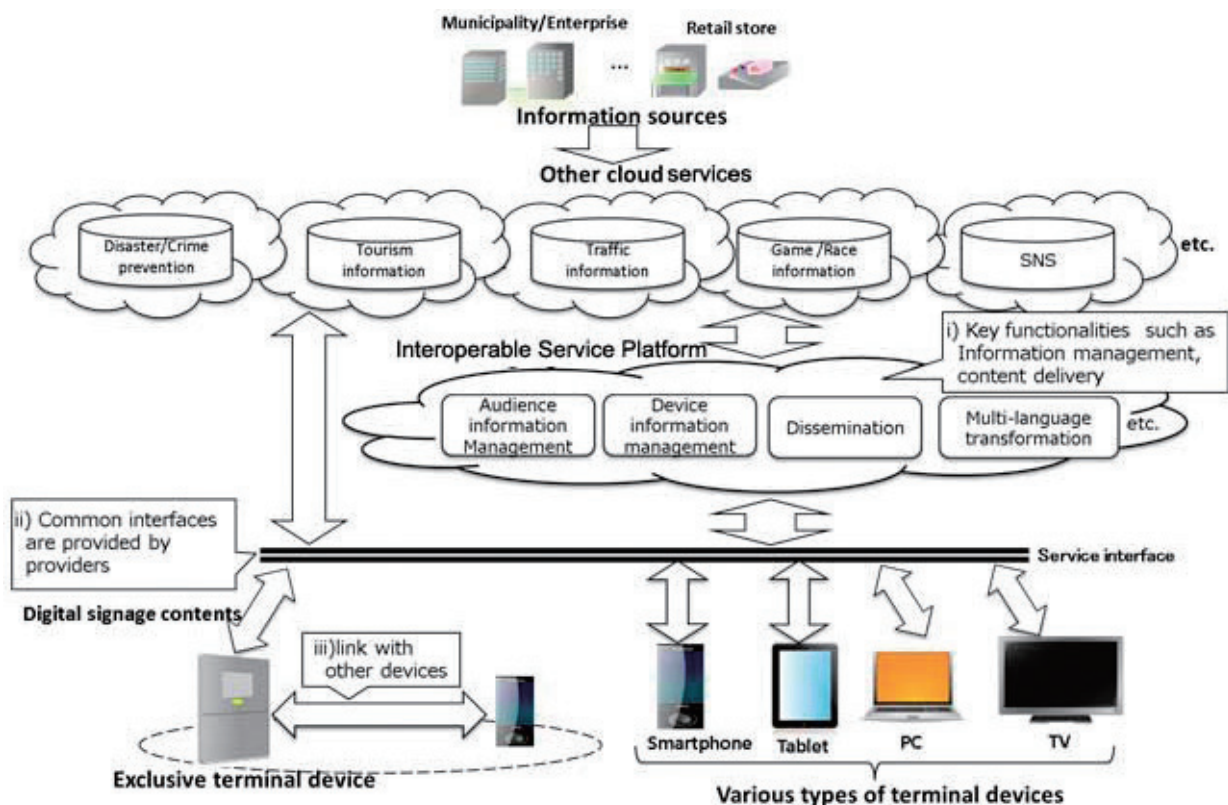 Municipality/Enterprise
Retail store
...
Information sources
Other cloud services
Disaster/Crime
prevention
Tourism
information
Traffic
information
Game /Race
information
SNS
etc.
i) Key functionalities such as
Information management,
content delivery
Interoperable Service Platform
Audience
information
Management
Device
information
management
Dissemination
Multi-language
transformation
etc.
ii) Common interfaces
are provided by
providers
Service interface
Digital signage contents
iii)link with
other devices
Smartphone
Tablet
PC
TV
Exclusive terminal device
Various types of terminal devices